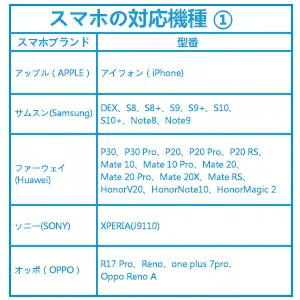 スマホの対応機種 ①
スマホブランド 型番
アップル ( APPLE ) アイフォン ( iPhone)
サムスン(Samsung) DEX、S8、S8+、S9、S9+、S10、
S10+、Note8、Note9
ファーウェイ
(Huawei)
P30、P30 Pro、P20、P20 Pro、P20 RS、
Mate 10、Mate 10 Pro、Mate 20、
Mate 20 Pro、Mate 20X、Mate RS、
HonorV20、HonorNote10、HonorMagic 2
ソニー(SONY) XPERIA(J9110)
オッポ ( OPPO ) R17 Pro、Reno、one plus 7pro、
Oppo Reno A